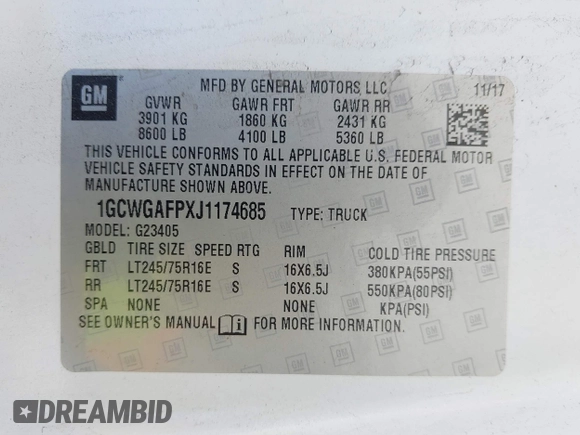 GM
MFD BY GENERAL MOTORS LLC
11/17
GVWR GAWR FRT GAWR RR
3901 KG 1860 KG 2431 KG
8600 LB 4100 LB 5360 LB
THIS VEHICLE CONFORMS TO ALL APPLICABLE U.S. FEDERAL MOTOR
VEHICLE SAFETY STANDARDS IN EFFECT ON THE DATE OF
MANUFACTURE SHOWN ABOVE.
1GCWGAFPXJ1174685 TYPE: TRUCK
MODEL: G23405
GBLD TIRE SIZE SPEED RTG RIM COLD TIRE PRESSURE
FRT LT245/75R16E S 16X6.5J 380KPA(55PSI)
RR LT245/75R16E S 16X6.5J 550KPA(80PSI)
SPA NONE NONE KPA(PSI)
SEE OWNER'S MANUAL FOR MORE INFORMATION.
DREAMBID